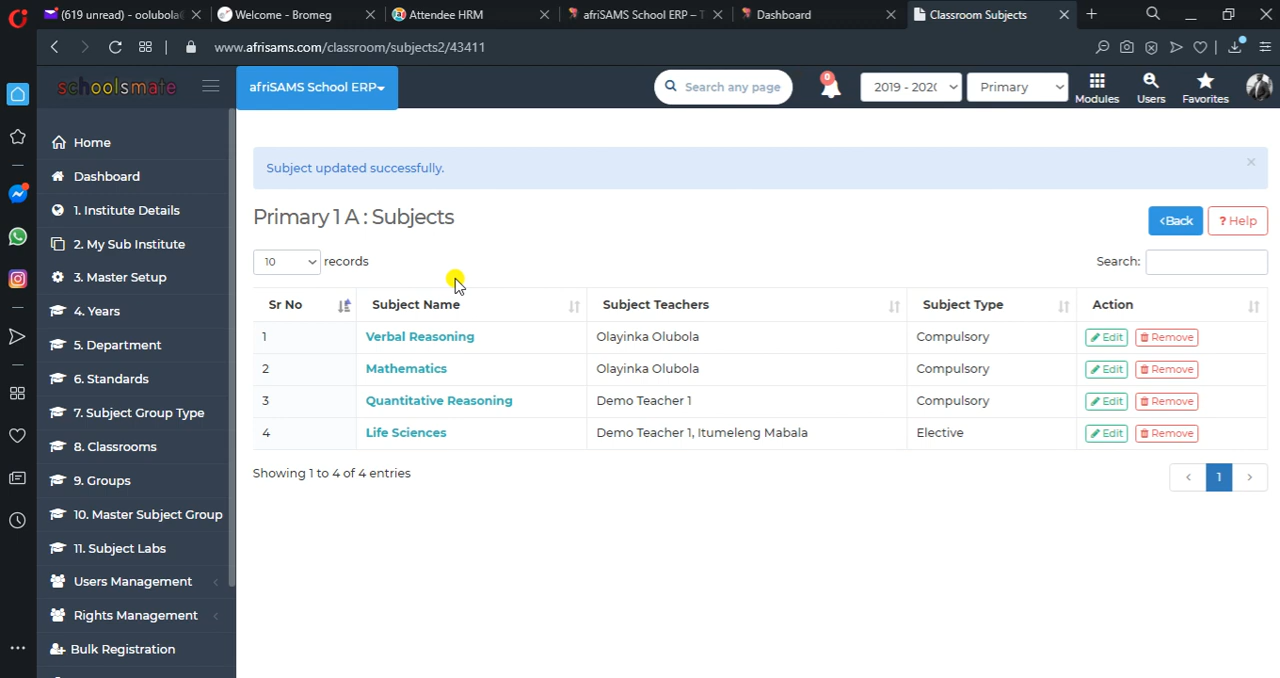 (619 unread) - oolubola
Welcome - Bromeg
Attendee HRM
afriSAMS School ERP – T
Dashboard
Classroom Subjects
www.afrisams.com/classroom/subjects2/43411
schoolsmate
afriSAMS School ERP
Search any page
0
2019 - 2020
Primary
Modules
Users
Favorites
Home
Dashboard
1. Institute Details
2. My Sub Institute
3. Master Setup
4. Years
5. Department
6. Standards
7. Subject Group Type
8. Classrooms
9. Groups
10. Master Subject Group
11. Subject Labs
Users Management
Rights Management
Bulk Registration
Subject updated successfully.
Primary 1 A : Subjects
Back
? Help
10 records
Search:
Sr No Subject Name Subject Teachers Subject Type Action
1 Verbal Reasoning Olayinka Olubola Compulsory Edit Remove
2 Mathematics Olayinka Olubola Compulsory Edit Remove
3 Quantitative Reasoning Demo Teacher 1 Compulsory Edit Remove
4 Life Sciences Demo Teacher 1, Itumeleng Mabala Elective Edit Remove
Showing 1 to 4 of 4 entries
< 1 >